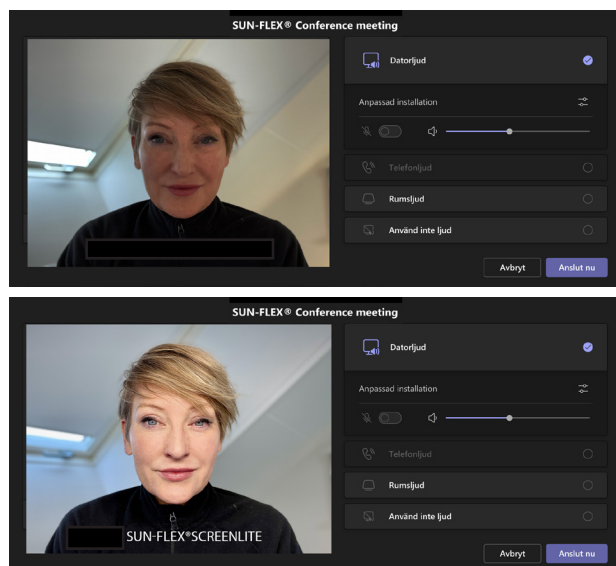 SUN-FLEX® Conference meeting
Datorljud
Anpassad installation
Telefonljud
Rumsljud
Använd inte ljud
Avbryt Anslut nu
SUN-FLEX® Conference meeting
Datorljud
Anpassad installation
Telefonljud
Rumsljud
Använd inte ljud
SUN-FLEX®SCREENLITE
Avbryt Anslut nu